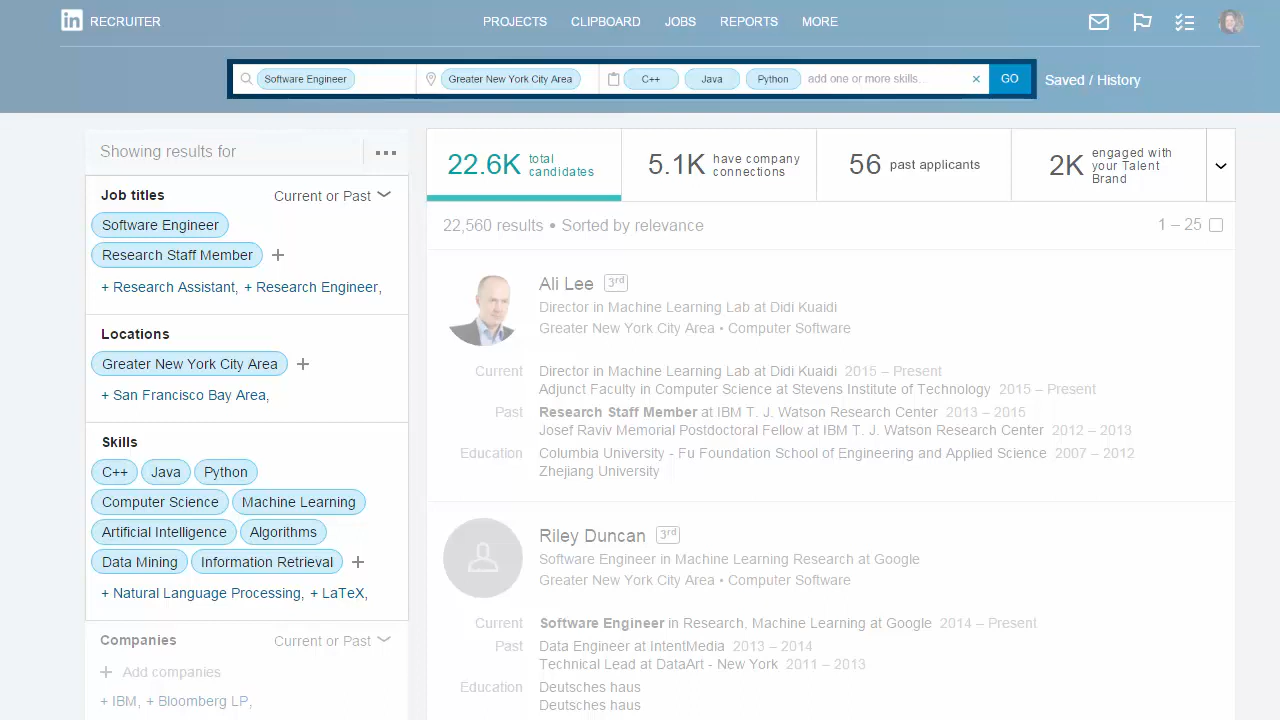 in RECRUITER PROJECTS CLIPBOARD JOBS REPORTS MORE
Software Engineer Greater New York City Area C++ Java Python add one or more skills. × GO Saved / History
Showing results for
Job titles Current or Past
Software Engineer
Research Staff Member +
+ Research Assistant, + Research Engineer,
Locations
Greater New York City Area +
+ San Francisco Bay Area,
Skills
C++ Java Python
Computer Science Machine Learning
Artificial Intelligence Algorithms
Data Mining Information Retrieval +
+ Natural Language Processing, + LaTeX,
Companies Current or Past
+ Add companies
+ IBM, + Bloomberg LP,
22.6K total candidates
5.1K have company connections
56 past applicants
2K engaged with your Talent Brand
22,560 results • Sorted by relevance 1 – 25
Ali Lee 3rd
Director in Machine Learning Lab at Didi Kuaidi
Greater New York City Area • Computer Software
Current Director in Machine Learning Lab at Didi Kuaidi 2015 – Present
Adjunct Faculty in Computer Science at Stevens Institute of Technology 2015 – Present
Past Research Staff Member at IBM T. J. Watson Research Center 2013 – 2015
Josef Raviv Memorial Postdoctoral Fellow at IBM T. J. Watson Research Center 2012 – 2013
Education Columbia University - Fu Foundation School of Engineering and Applied Science 2007 – 2012
Zhejiang University
Riley Duncan 3rd
Software Engineer in Machine Learning Research at Google
Greater New York City Area • Computer Software
Current Software Engineer in Research. Machine Learning at Google 2014 – Present
Past Data Engineer at IntentMedia 2013 – 2014
Technical Lead at DataArt - New York 2011 – 2013
Education Deutsches haus
Deutsches haus